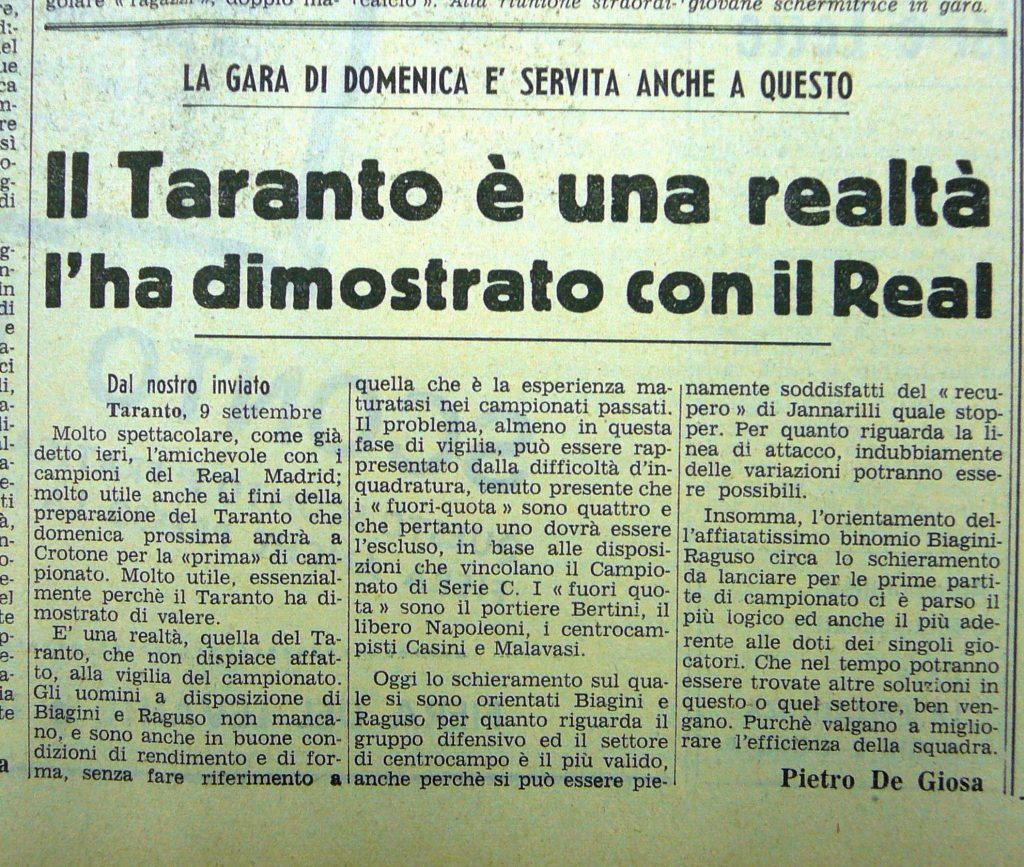 golare « ragazzi », doppio ma- realcio ». Alla riunione straordi- giovane schermitrice in gara.
LA GARA DI DOMENICA E' SERVITA ANCHE A QUESTO
Il Taranto è una realtà
l'ha dimostrato con il Real
Dal nostro inviato
Taranto, 9 settembre
Molto spettacolare, come già
detto ieri, l'amichevole con i
campioni del Real Madrid;
molto utile anche ai fini della
preparazione del Taranto che
domenica prossima andrà a
Crotone per la «prima» di cam-
pionato. Molto utile, essenzial-
mente perchè il Taranto ha di-
mostrato di valere.
E' una realtà, quella del Ta-
ranto, che non dispiace affat-
to, alla vigilia del campionato.
Gli uomini a disposizione di
Biagini e Raguso non manca-
no, e sono anche in buone con-
dizioni di rendimento e di for-
ma, senza fare riferimento a
quella che è la esperienza ma-
turatasi nei campionati passati.
Il problema, almeno in questa
fase di vigilia, può essere rap-
presentato dalla difficoltà d'in-
quadratura, tenuto presente che
i « fuori-quota » sono quattro e
che pertanto uno dovrà essere
l'escluso, in base alle disposi-
zioni che vincolano il Campio-
nato di Serie C. I « fuori quo-
ta » sono il portiere Bertini, il
libero Napoleoni, i centrocam-
pisti Casini e Malavasi.
Oggi lo schieramento sul qua-
le si sono orientati Biagini e
Raguso per quanto riguarda il
gruppo difensivo ed il settore
di centrocampo è il più valido,
anche perchè si può essere pie-
namente soddisfatti del « recu-
pero » di Jannarilli quale stop-
per. Per quanto riguarda la li-
nea di attacco, indubbiamente
delle variazioni potranno esse-
re possibili.
Insomma, l'orientamento del-
l'affiatatissimo binomio Biagini-
Raguso circa lo schieramento
da lanciare per le prime parti-
te di campionato ci è parso il
più logico ed anche il più ade-
rente alle doti dei singoli gio-
catori. Che nel tempo potranno
essere trovate altre soluzioni in
questo o quel settore, ben ven-
gano. Purchè valgano a miglio-
rare l'efficienza della squadra.
Pietro De Giosa